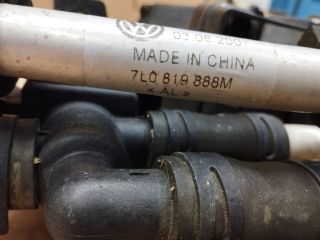 03.08.2007
MADE IN CHINA
7L0 819 888M
<AL>